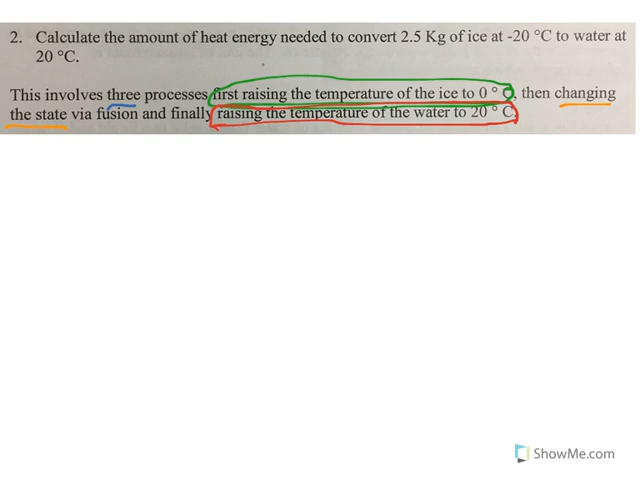 2. Calculate the amount of heat energy needed to convert 2.5 Kg of ice at -20 °C to water at
20 °C.
This involves three processes first raising the temperature of the ice to 0 ° C, then changing
the state via fusion and finally raising the temperature of the water to 20 ° C.
ShowMe.com